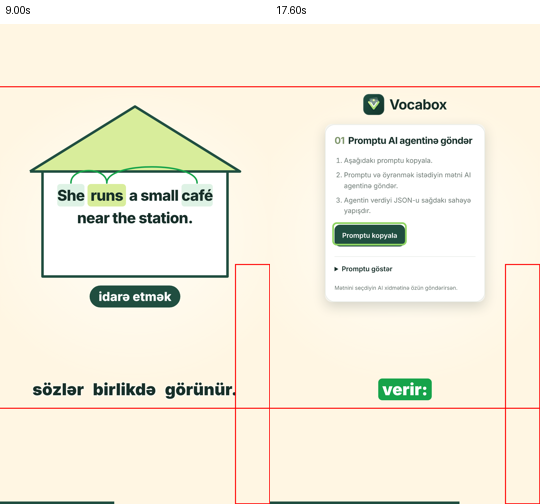 9.00s
17.60s
She runs a small café
near the station.
idarə etmək
sözlər birlikdə görünür.
Vocabox
01 Promptu AI agentinə göndər
1. Aşağıdakı promptu kopyala.
2. Promptu və öyrənmək istədiyin mətni AI
agentinə göndər.
3. Agentin verdiyi JSON-u sağdakı sahəyə
yapışdır.
Promptu kopyala
Promptu göstər
Mətnini seçdiyin AI xidmətinə özün göndərirsən.
verir: